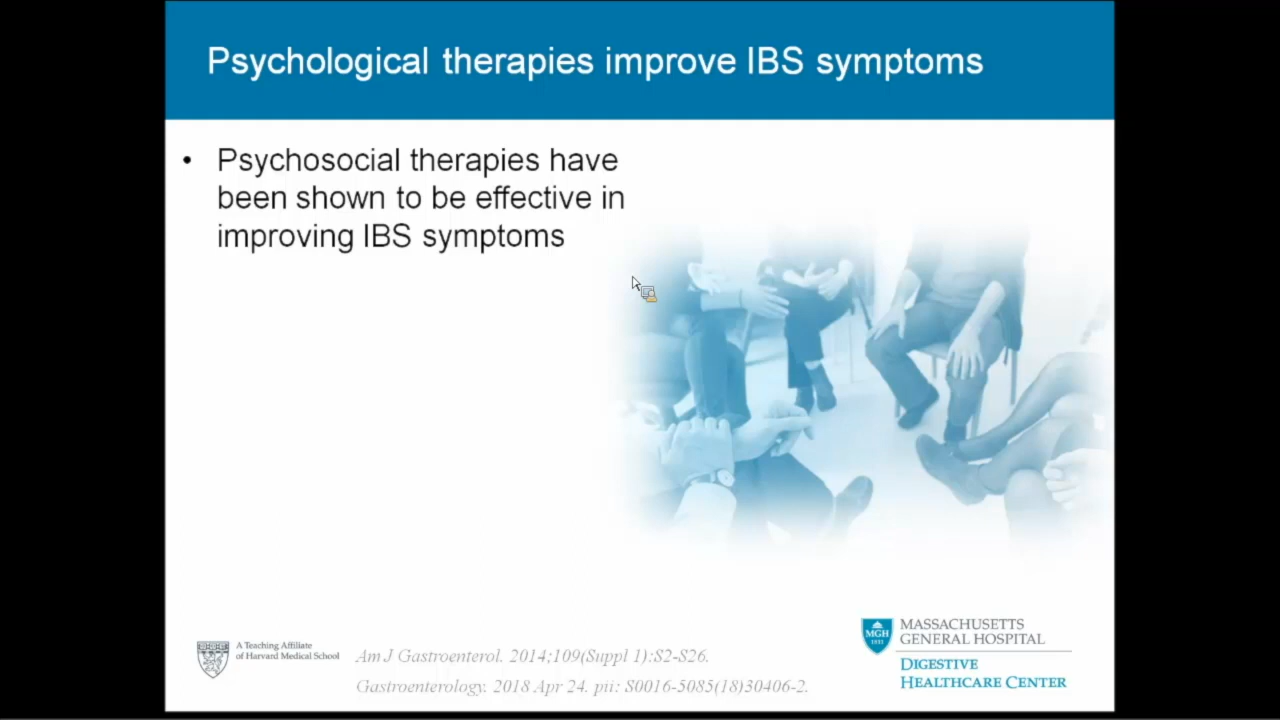 Psychological therapies improve IBS symptoms
• Psychosocial therapies have
been shown to be effective in
improving IBS symptoms
A Teaching Affiliate
of Harvard Medical School
Am J Gastroenterol. 2014;109(Suppl 1):S2-S26.
Gastroenterology. 2018 Apr 24. pii: S0016-5085(18)30406-2.
MGH
1811
MASSACHUSETTS
GENERAL HOSPITAL
DIGESTIVE
HEALTHCARE CENTER